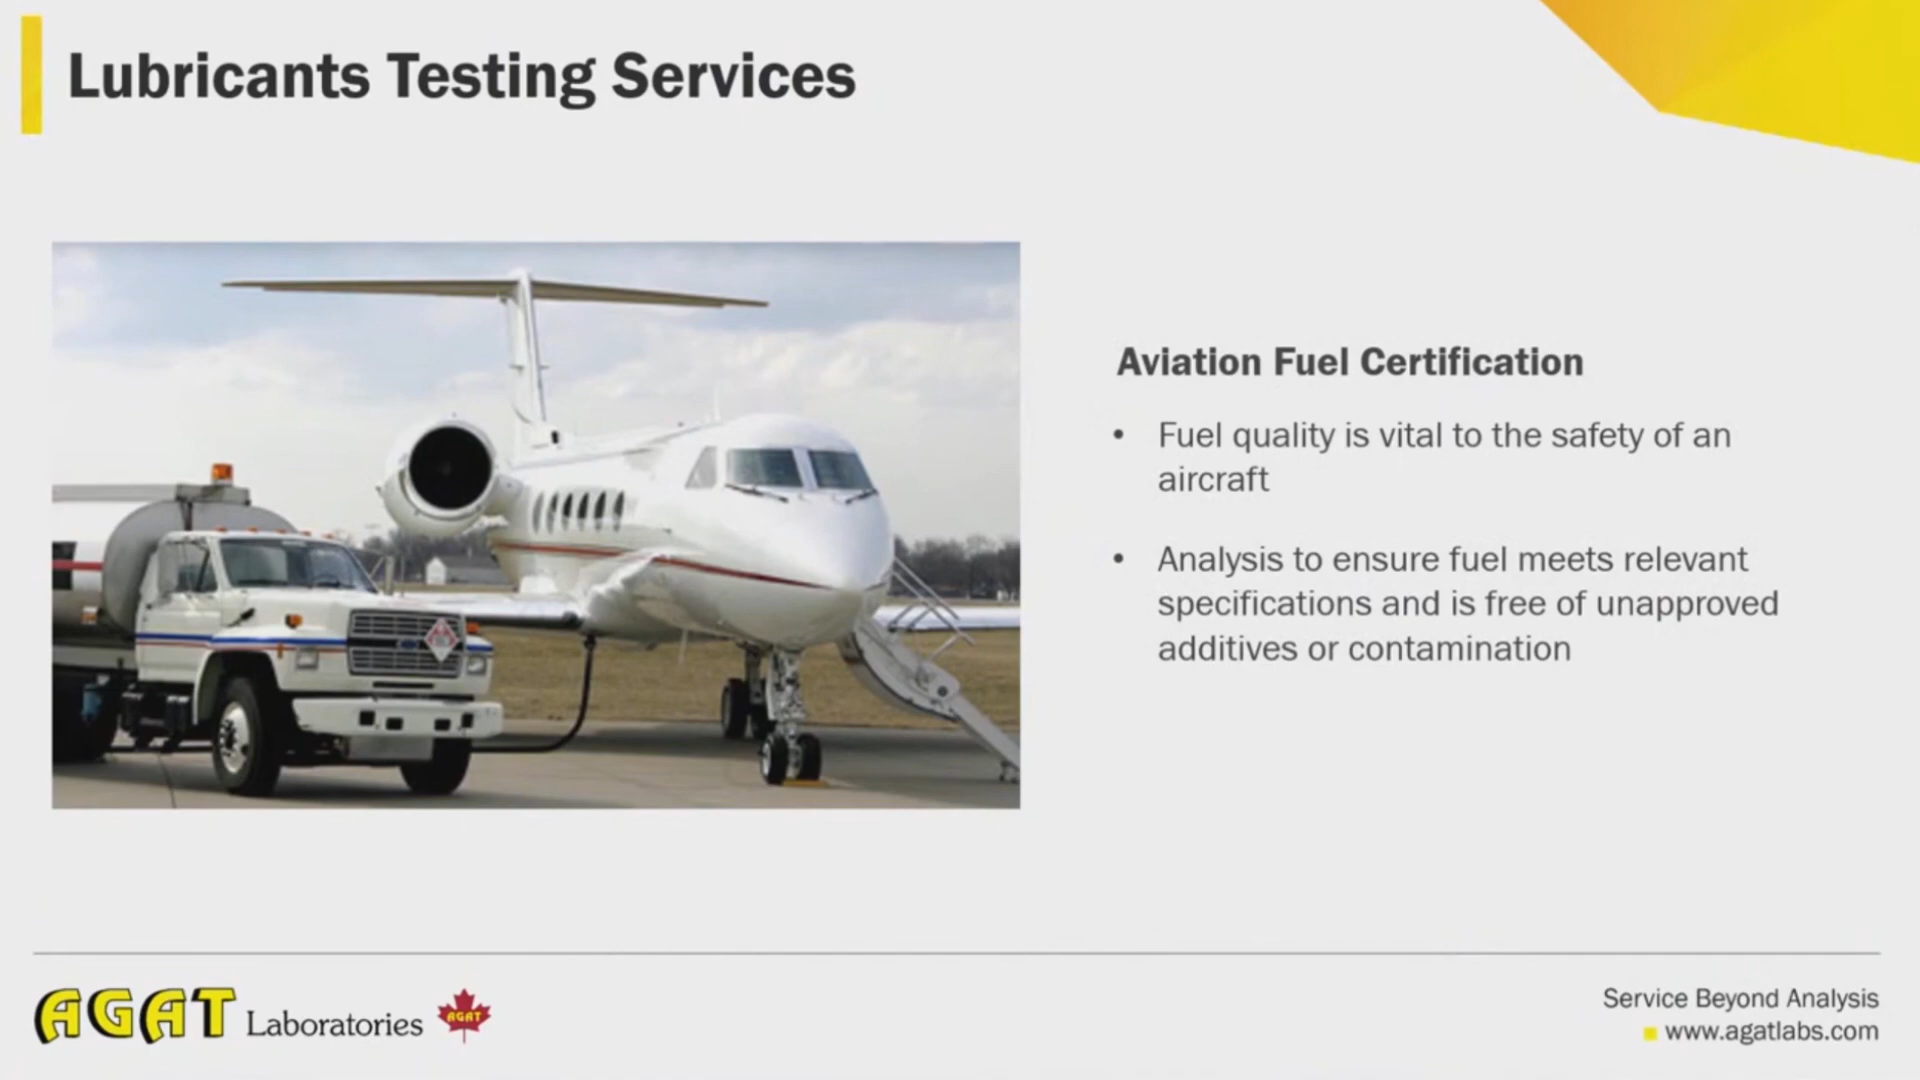 Lubricants Testing Services
Aviation Fuel Certification
• Fuel quality is vital to the safety of an
aircraft
• Analysis to ensure fuel meets relevant
specifications and is free of unapproved
additives or contamination
AGAT Laboratories AGAT
Service Beyond Analysis
www.agatlabs.com